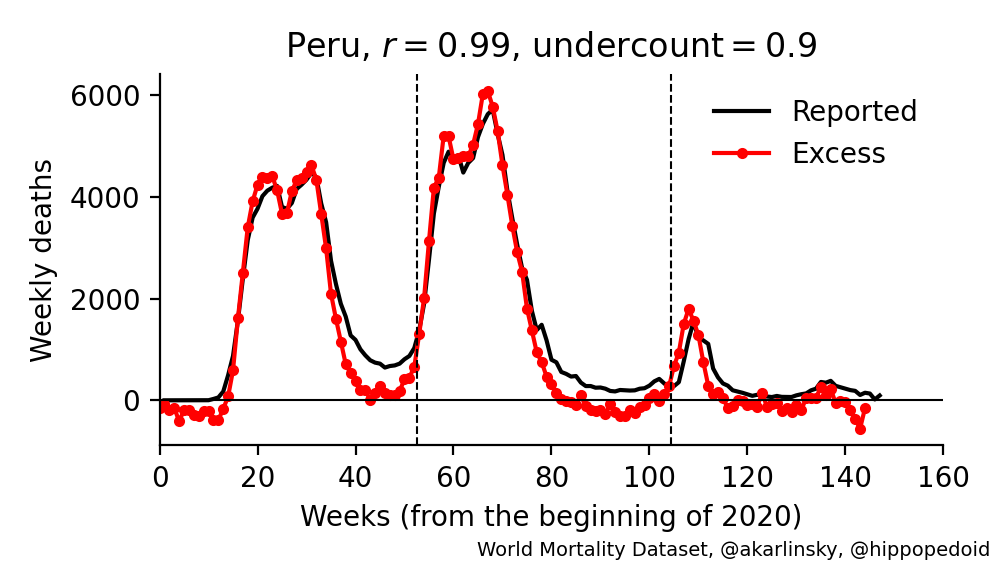 Peru, r = 0.99, undercount = 0.9
Reported
Excess
Weekly deaths
6000
4000
2000
0
0 20 40 60 80 100 120 140 160
Weeks (from the beginning of 2020)
World Mortality Dataset, @akarlinsky, @hippopedoid